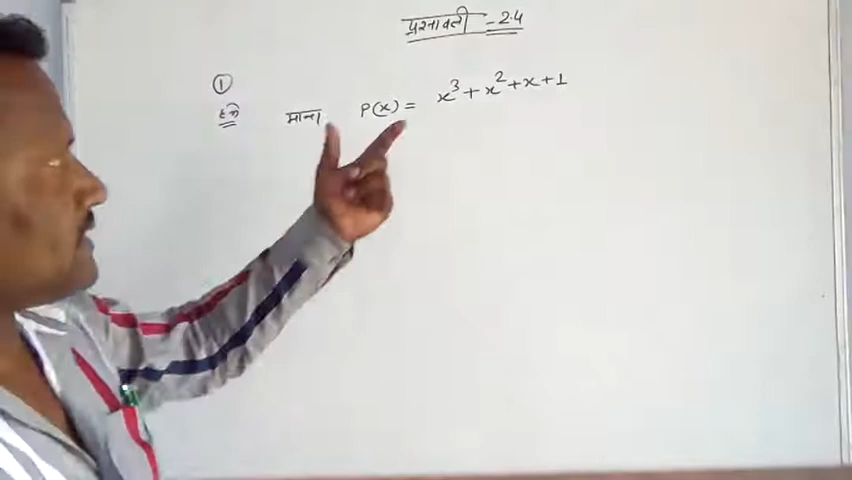 प्रश्नावली - 2.4
①
हल माना P(x) = x³ + x² + x + 1